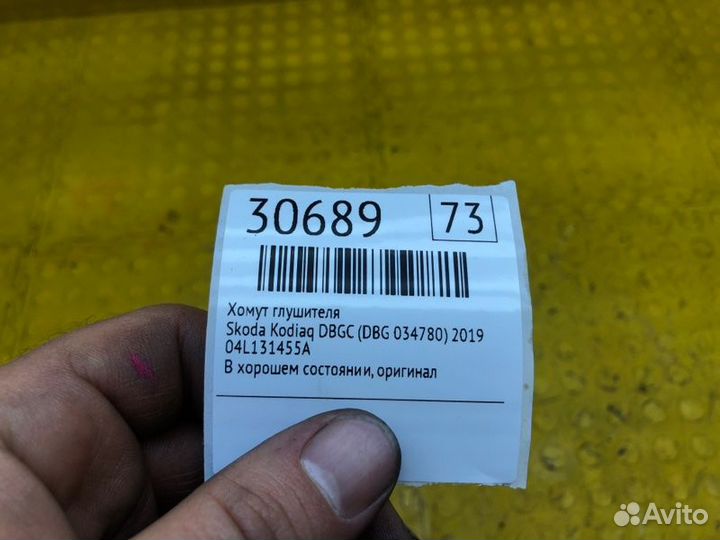 30689 73
Хомут глушителя
Skoda Kodiaq DBGC (DBG 034780) 2019
04L131455A
В хорошем состоянии, оригинал
Avito